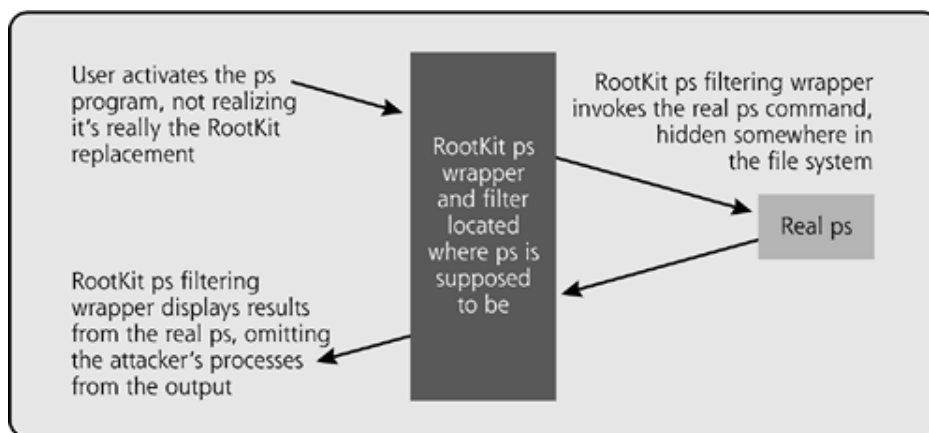 User activates the ps
program, not realizing
it's really the RootKit
replacement
RootKit ps
wrapper
and filter
located
where ps is
supposed
to be
RootKit ps filtering wrapper
invokes the real ps command,
hidden somewhere in
the file system
Real ps
RootKit ps filtering
wrapper displays results
from the real ps, omitting
the attacker's processes
from the output